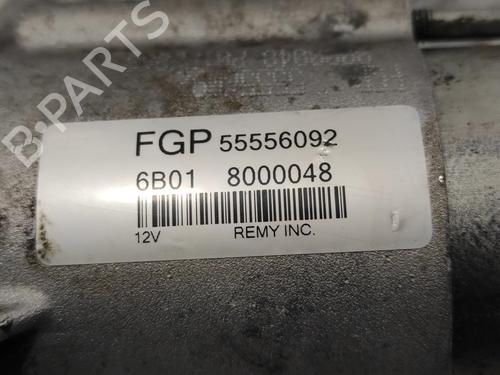 B-PARTS
FGP 55556092
6B01 8000048
12V REMY INC.